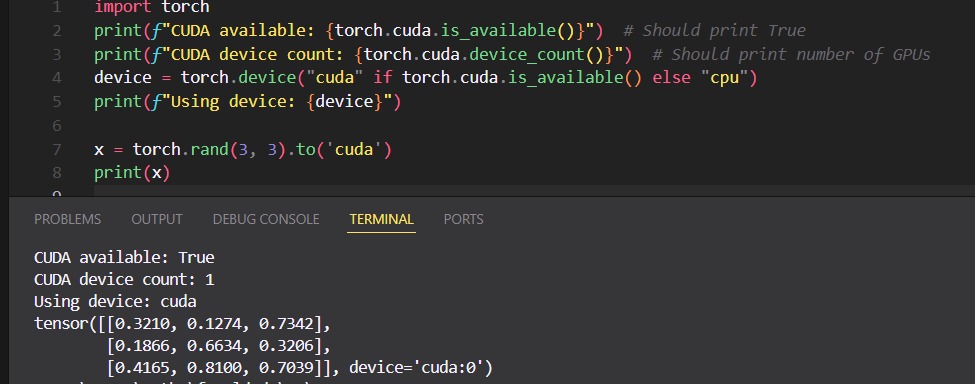 1 import torch
2 print(f"CUDA available: {torch.cuda.is_available()}") # Should print True
3 print(f"CUDA device count: {torch.cuda.device_count()}") # Should print number of GPUs
4 device = torch.device("cuda" if torch.cuda.is_available() else "cpu")
5 print(f"Using device: {device}")
6
7 x = torch.rand(3, 3).to('cuda')
8 print(x)
9
PROBLEMS OUTPUT DEBUG CONSOLE TERMINAL PORTS
CUDA available: True
CUDA device count: 1
Using device: cuda
tensor([[0.3210, 0.1274, 0.7342],
        [0.1866, 0.6634, 0.3206],
        [0.4165, 0.8100, 0.7039]], device='cuda:0')